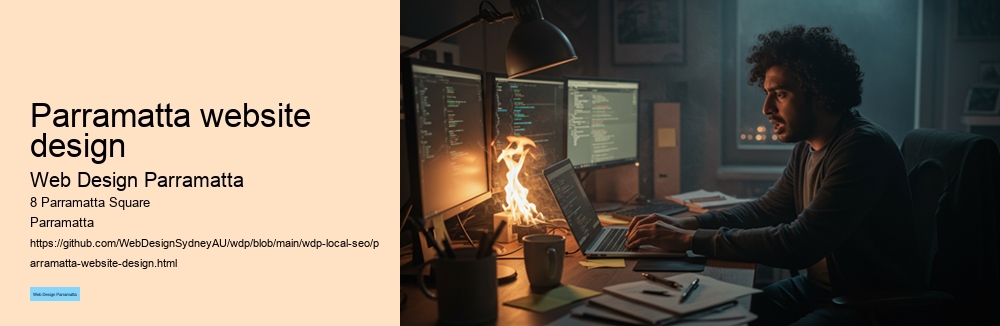 Parramatta website
design
Web Design Parramatta
8 Parramatta Square
Parramatta
https://github.com/WebDesignSydneyAU/wdp/blob/main/wdp-local-seo/p
arramatta-website-design.html
Web Design Parramatta